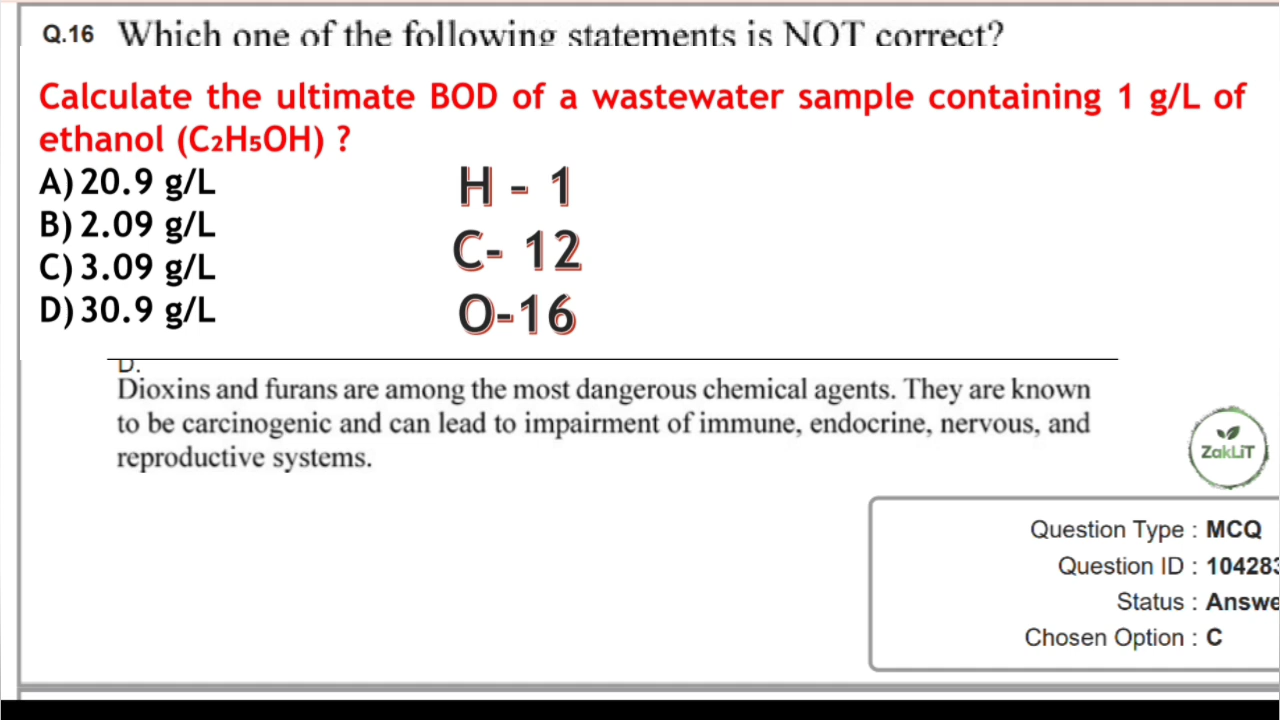 Q.16 Which one of the following statements is NOT correct?
Calculate the ultimate BOD of a wastewater sample containing 1 g/L of
ethanol (C₂H₅OH) ?
A) 20.9 g/L
B) 2.09 g/L
C) 3.09 g/L
D) 30.9 g/L
H - 1
C- 12
O-16
D.
Dioxins and furans are among the most dangerous chemical agents. They are known
to be carcinogenic and can lead to impairment of immune, endocrine, nervous, and
reproductive systems.
ZakLiT
Question Type : MCQ
Question ID : 104283
Status : Answe
Chosen Option : C